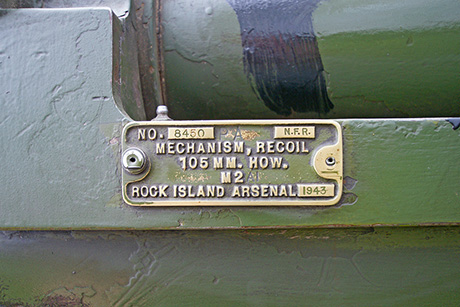 NO. 8450 N.F.R.
MECHANISM, RECOIL
105 MM. HOW.
M2
ROCK ISLAND ARSENAL 1943